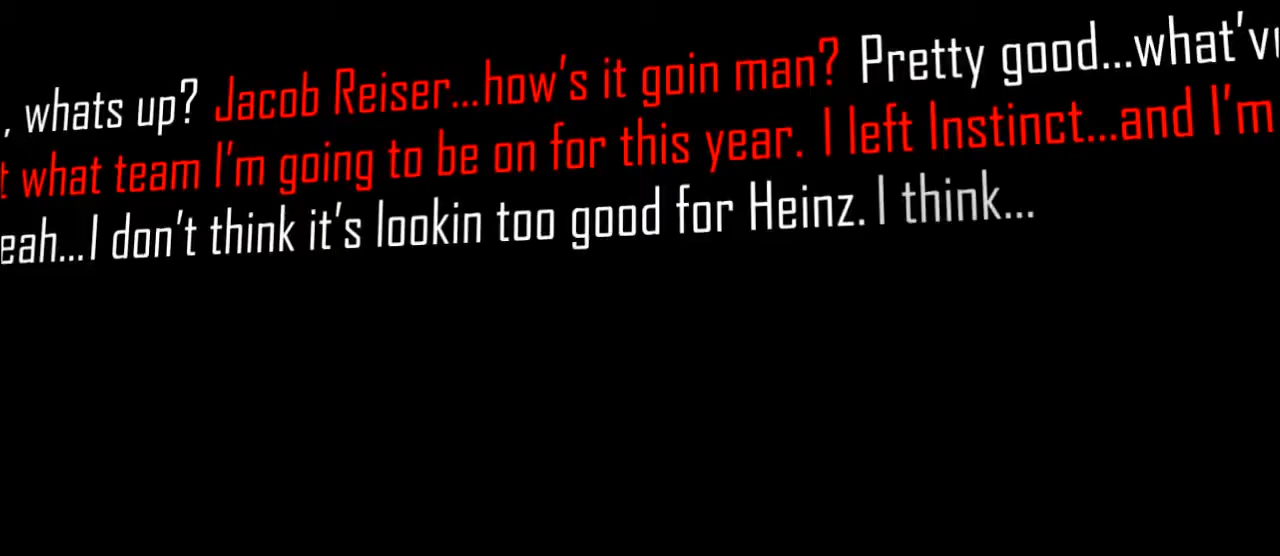 , whats up? Jacob Reiser...how's it goin man? Pretty good...what'v
t what team I'm going to be on for this year. I left Instinct...and I'm
eah...I don't think it's lookin too good for Heinz. I think...